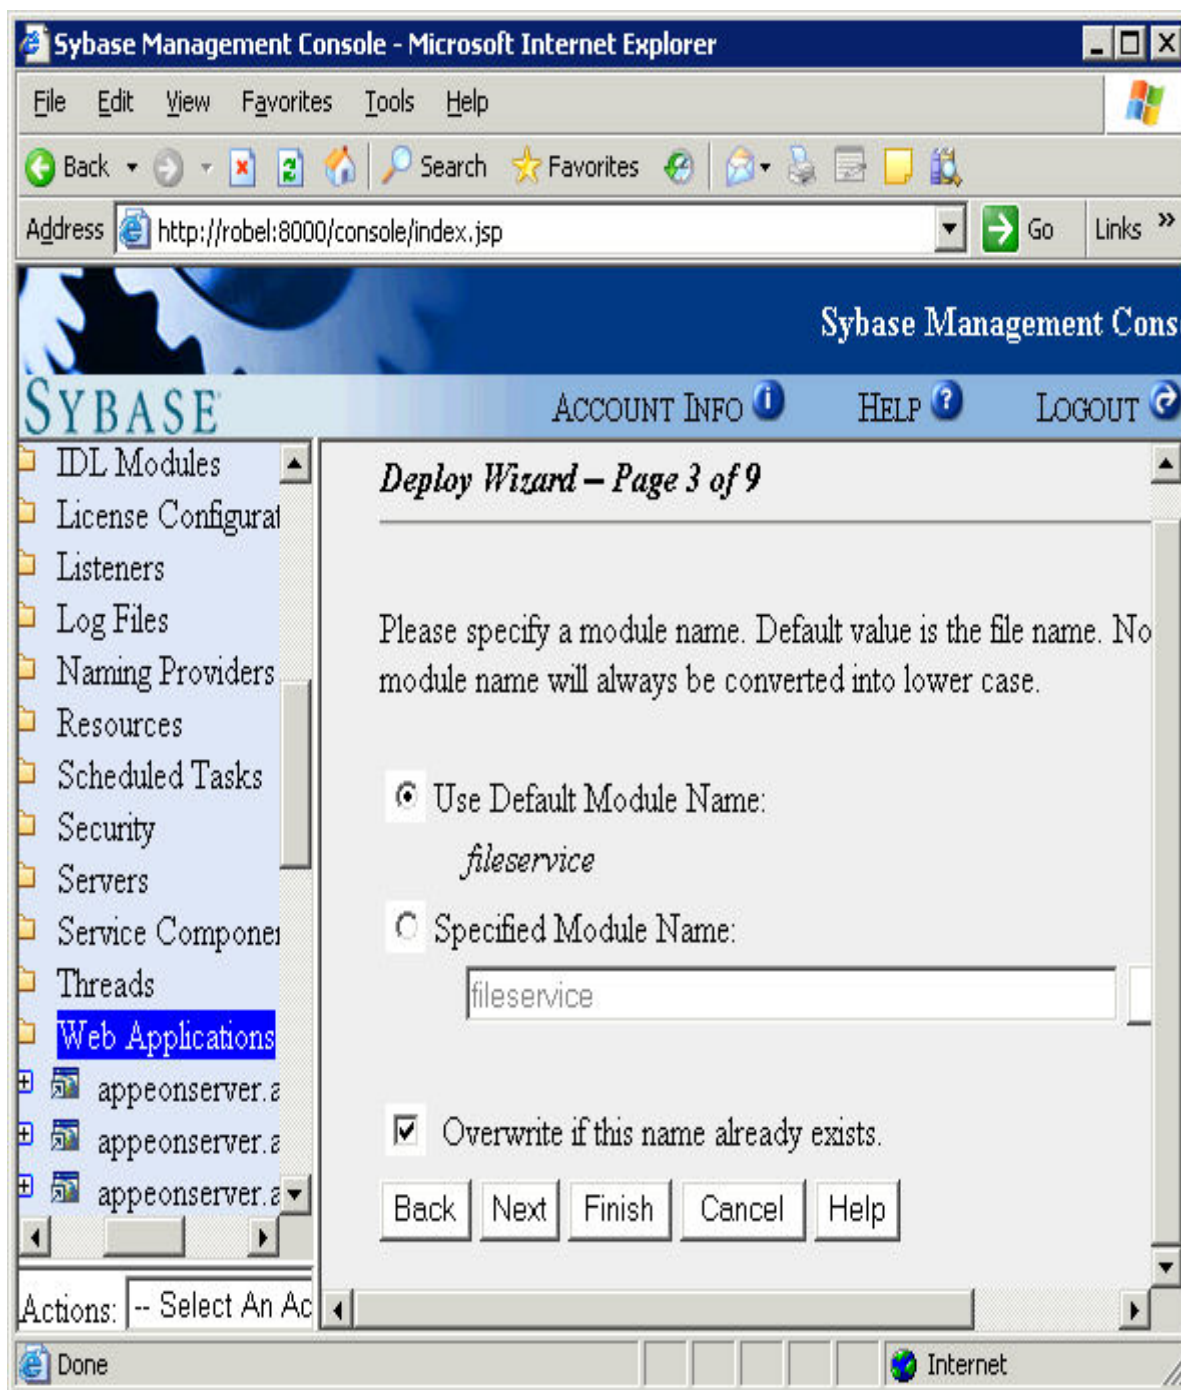 Sybase Management Console - Microsoft Internet Explorer
File Edit View Favorites Tools Help
Back Search Favorites
Address http://robel:8000/console/index.jsp Go Links »
Sybase Management Cons
SYBASE
ACCOUNT INFO HELP LOGOUT
IDL Modules
License Configurat
Listeners
Log Files
Naming Providers
Resources
Scheduled Tasks
Security
Servers
Service Componer
Threads
Web Applications
appeonserver.a
appeonserver.a
appeonserver.a
Actions: -- Select An Ac
Deploy Wizard – Page 3 of 9
Please specify a module name. Default value is the file name. No
module name will always be converted into lower case.
Use Default Module Name:
fileservice
Specified Module Name:
fileservice
Overwrite if this name already exists.
Back Next Finish Cancel Help
Done Internet